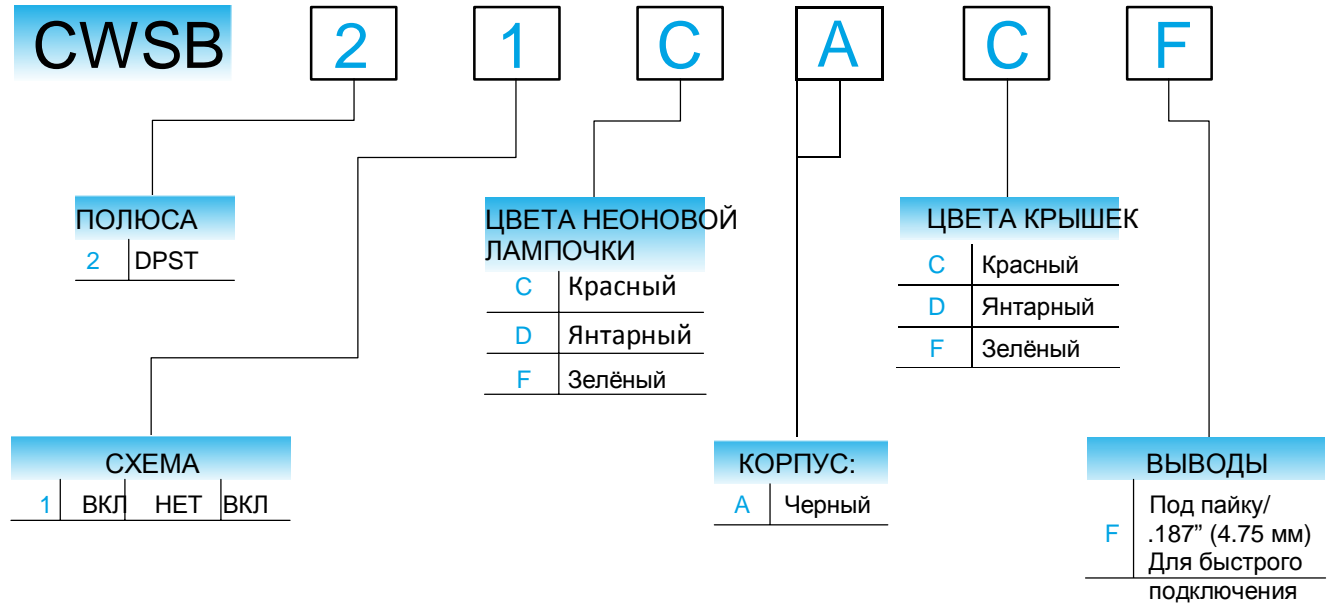 CWSB 2 1 C A C F
ПОЛЮСА
2 DPST
ЦВЕТА НЕОНОВОЙ
ЛАМПОЧКИ
C Красный
D Янтарный
F Зелёный
ЦВЕТА КРЫШЕК
C Красный
D Янтарный
F Зелёный
СХЕМА
1 ВКЛ НЕТ ВКЛ
КОРПУС:
A Черный
ВЫВОДЫ
F Под пайку/
.187” (4.75 мм)
Для быстрого
подключения